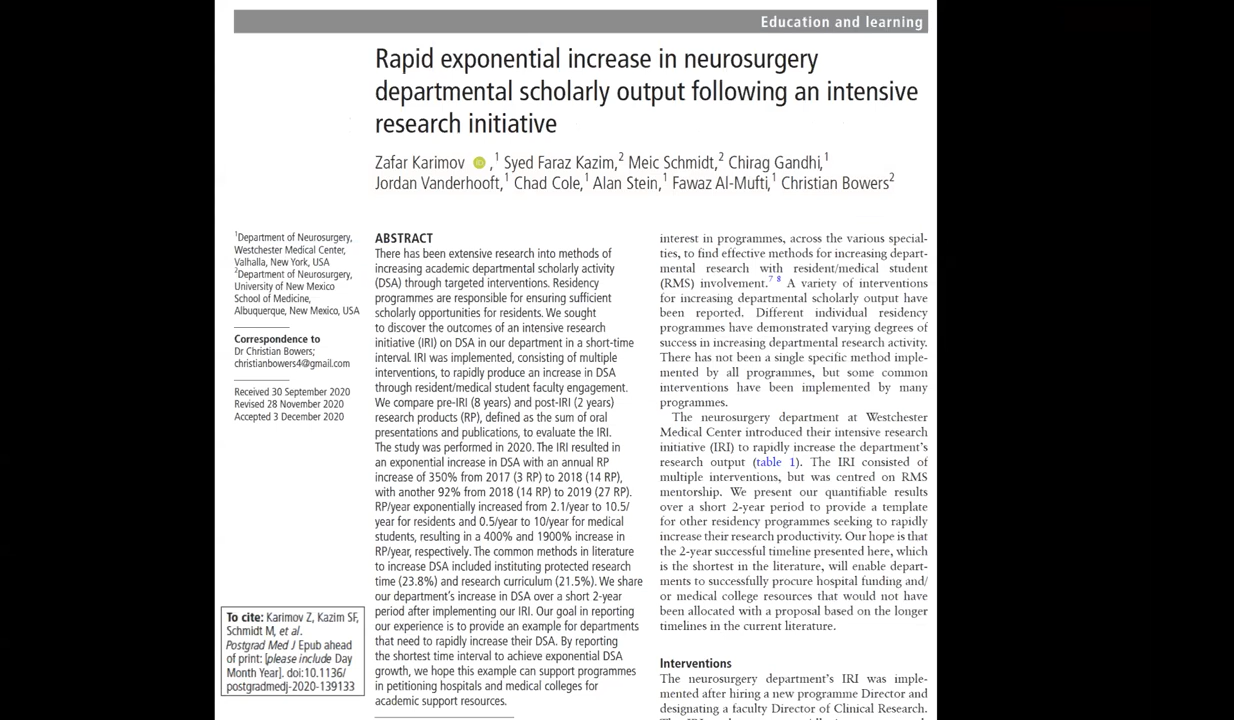 Education and learning
Rapid exponential increase in neurosurgery
departmental scholarly output following an intensive
research initiative
Zafar Karimov ,1 Syed Faraz Kazim,2 Meic Schmidt,2 Chirag Gandhi,1
Jordan Vanderhooft,1 Chad Cole,1 Alan Stein,1 Fawaz Al-Mufti,1 Christian Bowers2
1Department of Neurosurgery,
Westchester Medical Center,
Valhalla, New York, USA
2Department of Neurosurgery,
University of New Mexico
School of Medicine,
Albuquerque, New Mexico, USA
Correspondence to
Dr Christian Bowers;
christianbowers4@gmail.com
Received 30 September 2020
Revised 28 November 2020
Accepted 3 December 2020
To cite: Karimov Z, Kazim SF,
Schmidt M, et al.
Postgrad Med J Epub ahead
of print: [please include Day
Month Year]. doi:10.1136/
postgradmedj-2020-139133
ABSTRACT
There has been extensive research into methods of
increasing academic departmental scholarly activity
(DSA) through targeted interventions. Residency
programmes are responsible for ensuring sufficient
scholarly opportunities for residents. We sought
to discover the outcomes of an intensive research
initiative (IRI) on DSA in our department in a short-time
interval. IRI was implemented, consisting of multiple
interventions, to rapidly produce an increase in DSA
through resident/medical student faculty engagement.
We compare pre-IRI (8 years) and post-IRI (2 years)
research products (RP), defined as the sum of oral
presentations and publications, to evaluate the IRI.
The study was performed in 2020. The IRI resulted in
an exponential increase in DSA with an annual RP
increase of 350% from 2017 (3 RP) to 2018 (14 RP),
with another 92% from 2018 (14 RP) to 2019 (27 RP).
RP/year exponentially increased from 2.1/year to 10.5/
year for residents and 0.5/year to 10/year for medical
students, resulting in a 400% and 1900% increase in
RP/year, respectively. The common methods in literature
to increase DSA included instituting protected research
time (23.8%) and research curriculum (21.5%). We share
our department's increase in DSA over a short 2-year
period after implementing our IRI. Our goal in reporting
our experience is to provide an example for departments
that need to rapidly increase their DSA. By reporting
the shortest time interval to achieve exponential DSA
growth, we hope this example can support programmes
in petitioning hospitals and medical colleges for
academic support resources.
interest in programmes, across the various special-
ties, to find effective methods for increasing depart-
mental research with resident/medical student
(RMS) involvement.7 8 A variety of interventions
for increasing departmental scholarly output have
been reported. Different individual residency
programmes have demonstrated varying degrees of
success in increasing departmental research activity.
There has not been a single specific method imple-
mented by all programmes, but some common
interventions have been implemented by many
programmes.
The neurosurgery department at Westchester
Medical Center introduced their intensive research
initiative (IRI) to rapidly increase the department's
research output (table 1). The IRI consisted of
multiple interventions, but was centred on RMS
mentorship. We present our quantifiable results
over a short 2-year period to provide a template
for other residency programmes seeking to rapidly
increase their research productivity. Our hope is that
the 2-year successful timeline presented here, which
is the shortest in the literature, will enable depart-
ments to successfully procure hospital funding and/
or medical college resources that would not have
been allocated with a proposal based on the longer
timelines in the current literature.
Interventions
The neurosurgery department's IRI was imple-
mented after hiring a new programme Director and
designating a faculty Director of Clinical Research.